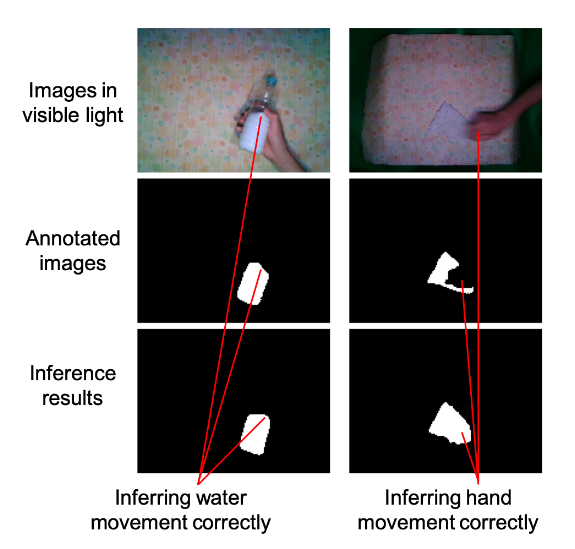 Images in
visible light
Annotated
images
Inference
results
Inferring water
movement correctly
Inferring hand
movement correctly